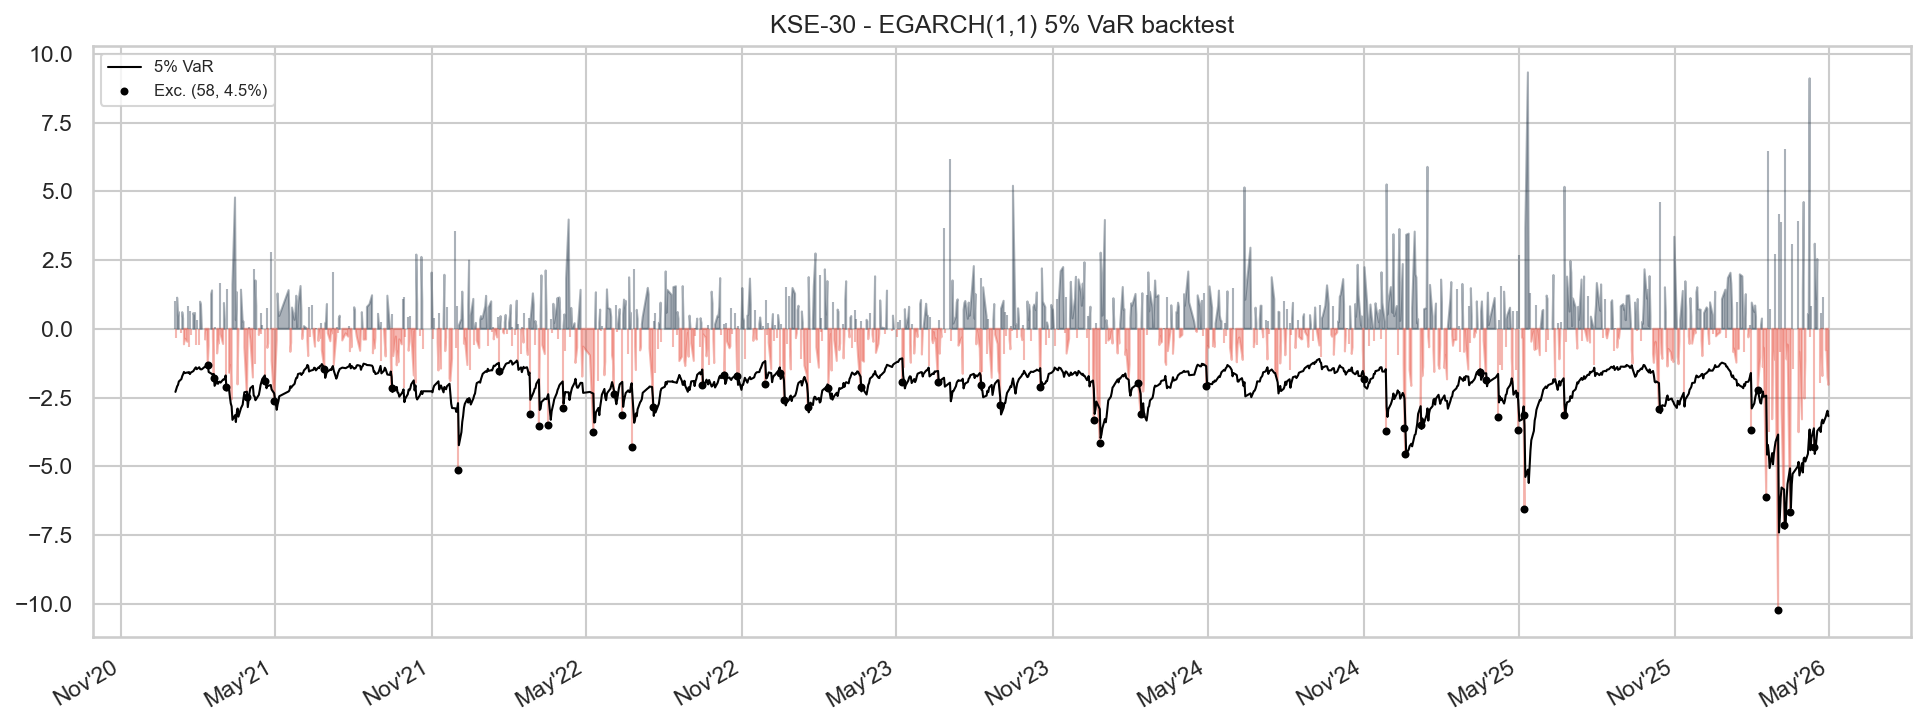 KSE-30 - EGARCH(1,1) 5% VaR backtest
5% VaR
Exc. (58, 4.5%)
10.0
7.5
5.0
2.5
0.0
−2.5
−5.0
−7.5
−10.0
Nov'20
May'21
Nov'21
May'22
Nov'22
May'23
Nov'23
May'24
Nov'24
May'25
Nov'25
May'26